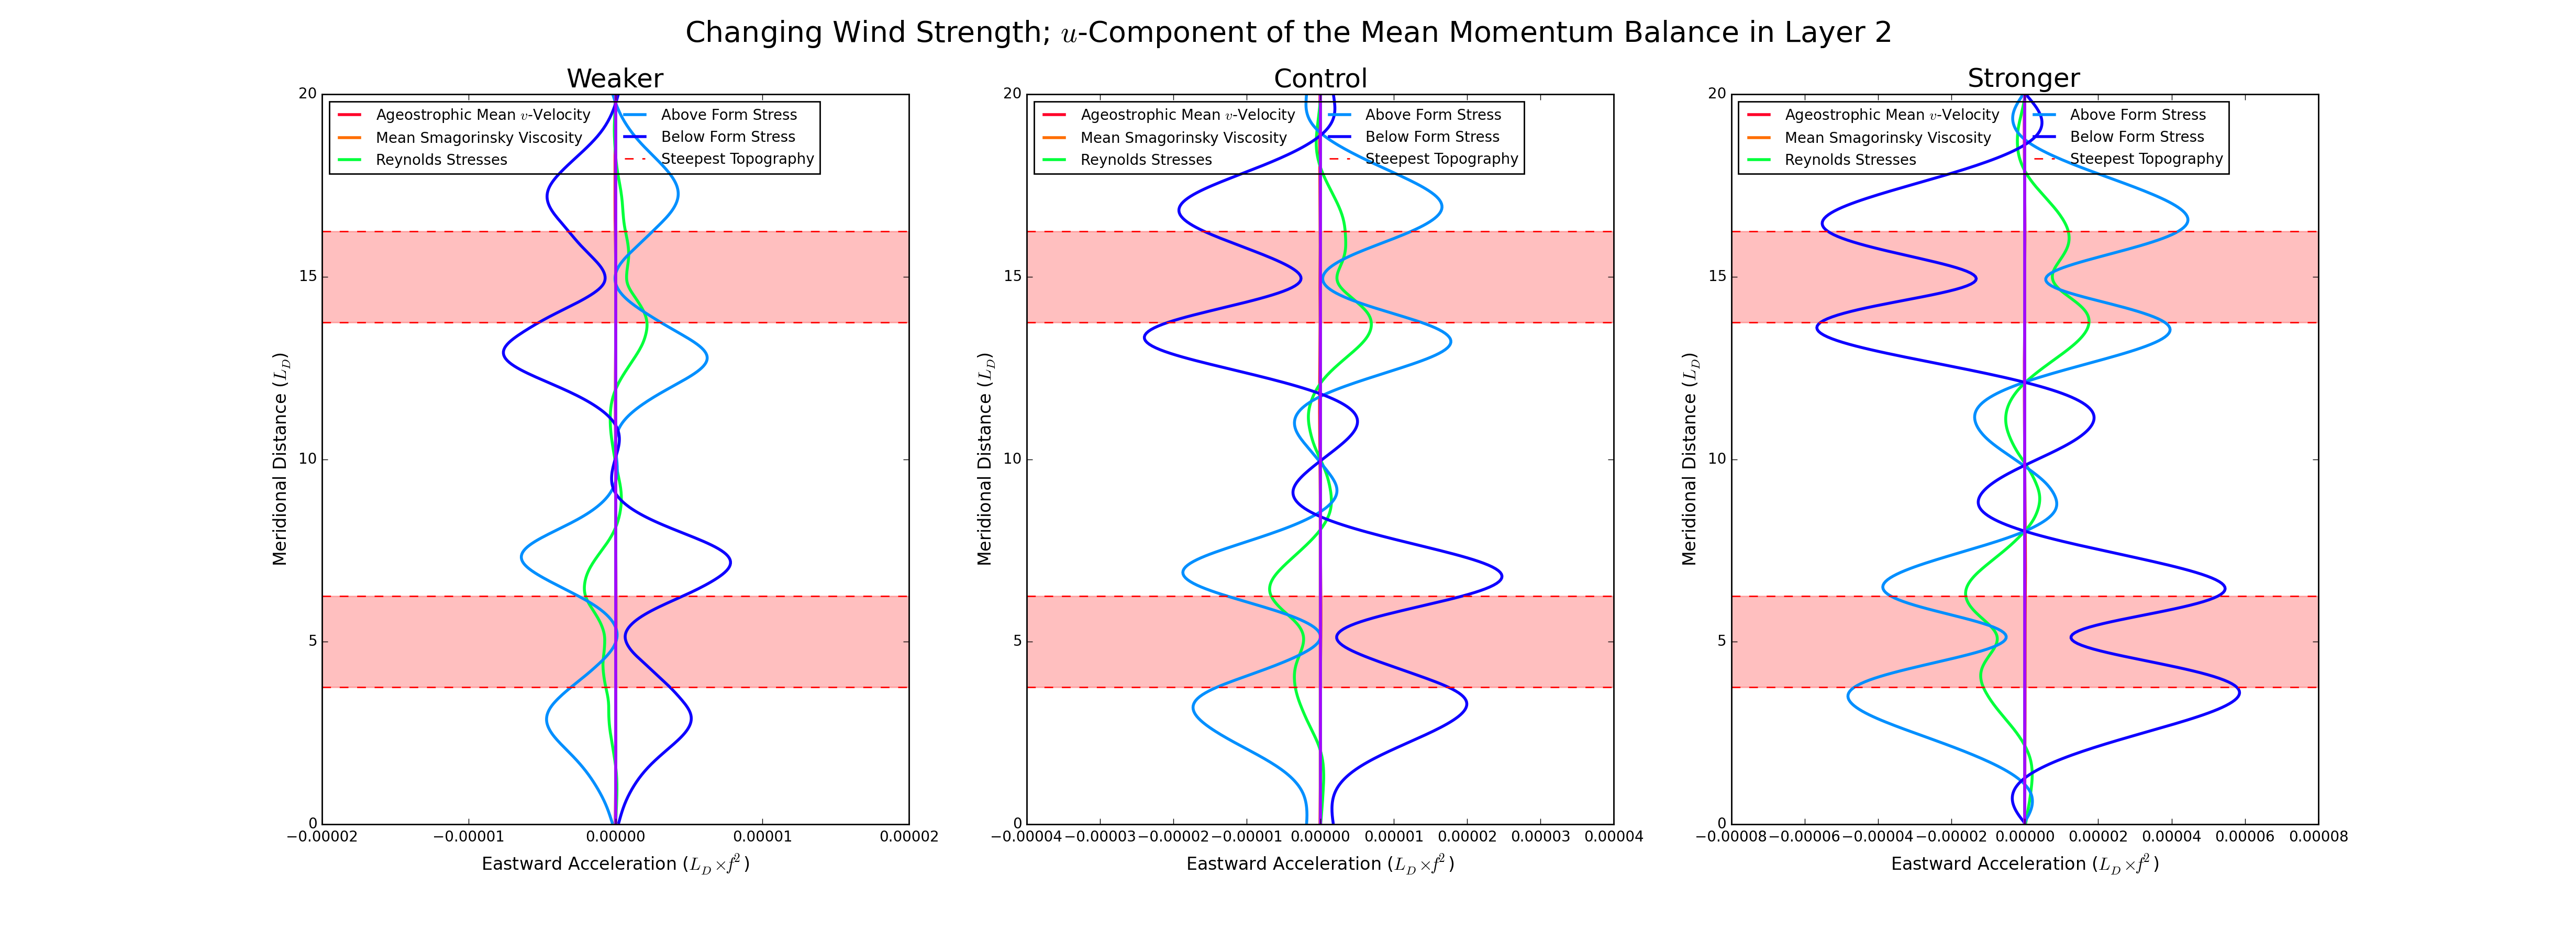 Changing Wind Strength; u-Component of the Mean Momentum Balance in Layer 2
Weaker
Control
Stronger
Ageostrophic Mean v-Velocity
Mean Smagorinsky Viscosity
Reynolds Stresses
Above Form Stress
Below Form Stress
Steepest Topography
Ageostrophic Mean v-Velocity
Mean Smagorinsky Viscosity
Reynolds Stresses
Above Form Stress
Below Form Stress
Steepest Topography
Ageostrophic Mean v-Velocity
Mean Smagorinsky Viscosity
Reynolds Stresses
Above Form Stress
Below Form Stress
Steepest Topography
Meridional Distance (L_D)
20
15
10
5
0
−0.00002 −0.00001 0.00000 0.00001 0.00002
Eastward Acceleration (L_D×f²)
Meridional Distance (L_D)
20
15
10
5
0
−0.00004 −0.00003 −0.00002 −0.00001 0.00000 0.00001 0.00002 0.00003 0.00004
Eastward Acceleration (L_D×f²)
Meridional Distance (L_D)
20
15
10
5
0
−0.00008 −0.00006 −0.00004 −0.00002 0.00000 0.00002 0.00004 0.00006 0.00008
Eastward Acceleration (L_D×f²)